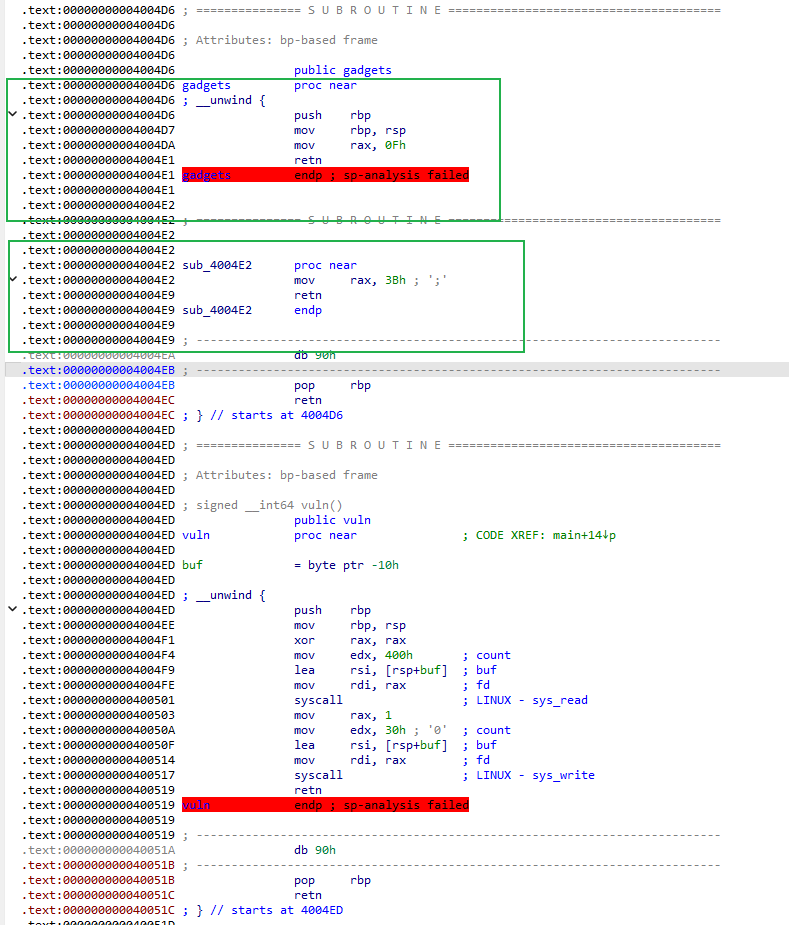 .text:00000000004004D6 ; =============== S U B R O U T I N E =======================================
.text:00000000004004D6
.text:00000000004004D6 ; Attributes: bp-based frame
.text:00000000004004D6
.text:00000000004004D6                 public gadgets
.text:00000000004004D6 gadgets         proc near
.text:00000000004004D6 ; __unwind {
.text:00000000004004D6                 push    rbp
.text:00000000004004D7                 mov     rbp, rsp
.text:00000000004004DA                 mov     rax, 0Fh
.text:00000000004004E1                 retn
.text:00000000004004E1 gadgets         endp ; sp-analysis failed
.text:00000000004004E1
.text:00000000004004E2
.text:00000000004004E2 ; =============== S U B R O U T I N E =======================================
.text:00000000004004E2
.text:00000000004004E2
.text:00000000004004E2 sub_4004E2      proc near
.text:00000000004004E2                 mov     rax, 3Bh ; ';'
.text:00000000004004E9                 retn
.text:00000000004004E9 sub_4004E2      endp
.text:00000000004004E9
.text:00000000004004E9 ; ---------------------------------------------------------------------------
.text:00000000004004EA                 db 90h
.text:00000000004004EB ; ---------------------------------------------------------------------------
.text:00000000004004EB                 pop     rbp
.text:00000000004004EC                 retn
.text:00000000004004EC ; } // starts at 4004D6
.text:00000000004004ED
.text:00000000004004ED ; =============== S U B R O U T I N E =======================================
.text:00000000004004ED
.text:00000000004004ED ; Attributes: bp-based frame
.text:00000000004004ED
.text:00000000004004ED ; signed __int64 vuln()
.text:00000000004004ED                 public vuln
.text:00000000004004ED vuln            proc near               ; CODE XREF: main+14↓p
.text:00000000004004ED
.text:00000000004004ED buf             = byte ptr -10h
.text:00000000004004ED
.text:00000000004004ED ; __unwind {
.text:00000000004004ED                 push    rbp
.text:00000000004004EE                 mov     rbp, rsp
.text:00000000004004F1                 xor     rax, rax
.text:00000000004004F4                 mov     edx, 400h       ; count
.text:00000000004004F9                 lea     rsi, [rsp+buf]  ; buf
.text:00000000004004FE                 mov     rdi, rax        ; fd
.text:0000000000400501                 syscall                 ; LINUX - sys_read
.text:0000000000400503                 mov     rax, 1
.text:000000000040050A                 mov     edx, 30h ; '0'  ; count
.text:000000000040050F                 lea     rsi, [rsp+buf]  ; buf
.text:0000000000400514                 mov     rdi, rax        ; fd
.text:0000000000400517                 syscall                 ; LINUX - sys_write
.text:0000000000400519                 retn
.text:0000000000400519 vuln            endp ; sp-analysis failed
.text:0000000000400519
.text:0000000000400519 ; ---------------------------------------------------------------------------
.text:000000000040051A                 db 90h
.text:000000000040051B ; ---------------------------------------------------------------------------
.text:000000000040051B                 pop     rbp
.text:000000000040051C                 retn
.text:000000000040051C ; } // starts at 4004ED
.text:000000000040051D